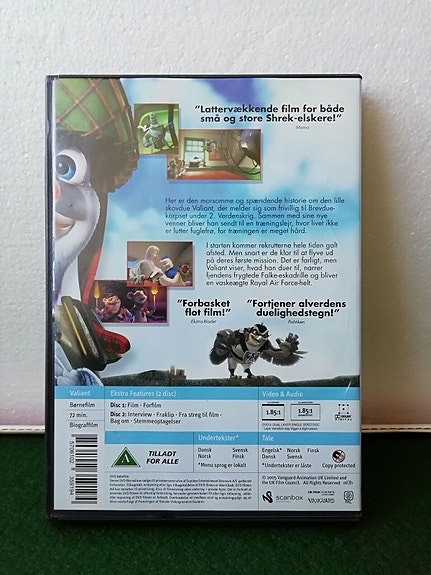 "Lattervækkende film for både
små og store Shrek-elskere!"
Mama
Her er den morsomme og spændende historie om den lille
skovdue Valiant, der melder sig som frivillig til Brevdue-
korpset under 2. Verdenskrig. Sammen med sine nye
venner bliver han sendt til en træningslejr, hvor livet ikke
er lutter fuglefrø, for træningen er meget hård.
I starten kommer rekrutterne hele tiden galt
afsted. Men snart er de klar til at flyve ud
på deres første mission. Det er farligt, men
Valiant viser, hvad han duer til, narrer
fjendens frygtede Falke-eskadrille og bliver
en vaskeægte Royal Air Force-helt.
"Forbasket
flot film!"
Ekstra Bladet
"Fortjener alverdens
duelighedstegn!"
Politiken
Valiant
Børnefilm
72 min.
Biograffilm
Ekstra Features (2 disc)
Disc 1: Film · Forfilm
Disc 2: Interview · Fraklip · Fra streg til film ·
Bag om · Stemmeoptagelser
Video & Audio
1.85:1
1.85:1
A
TILLADT
FOR ALLE
Undertekster*
Dansk Svensk
Norsk Finsk
*Menu sprog er lokalt
Tale
Engelsk* Dansk Norsk
Svensk Finsk
*Undertekster er låste
Copy protected
© 2005 Vanguard Animation UK Limited and
the UK Film Council. All Rights Reserved
scanbox
UK FILM COUNCIL
VANGUARD